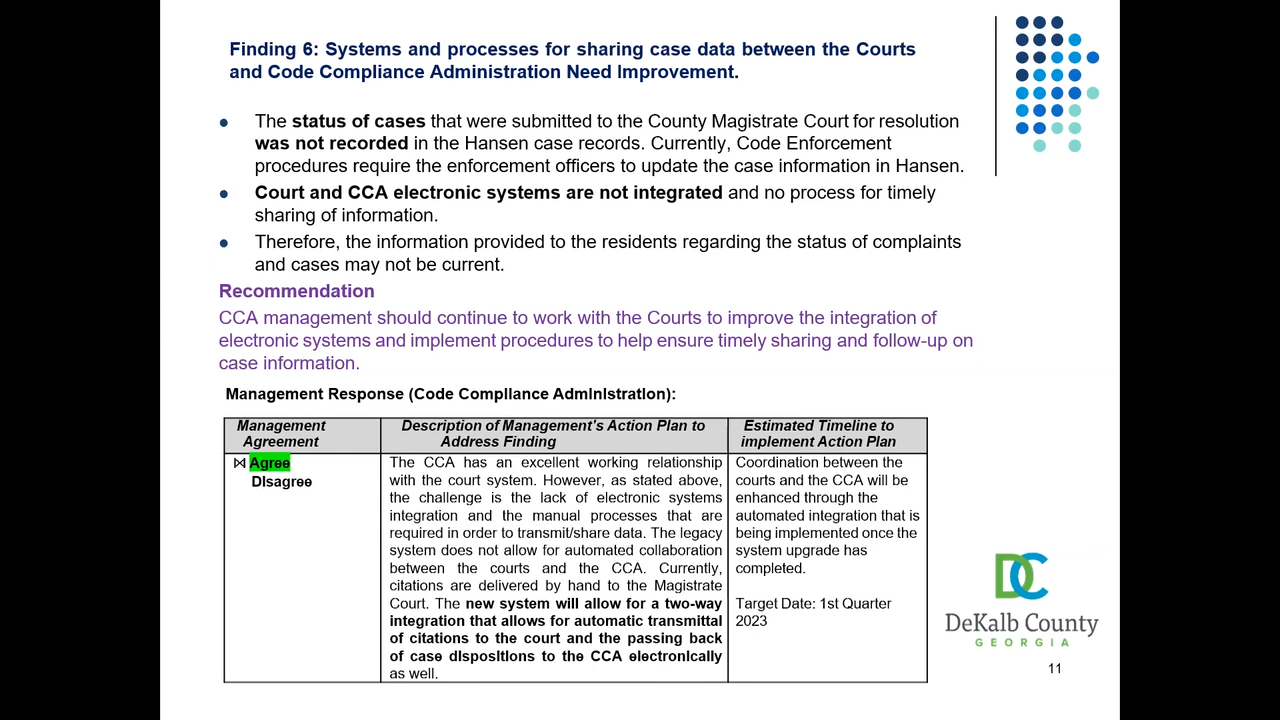 Finding 6: Systems and processes for sharing case data between the Courts
and Code Compliance Administration Need Improvement.
● The status of cases that were submitted to the County Magistrate Court for resolution
was not recorded in the Hansen case records. Currently, Code Enforcement
procedures require the enforcement officers to update the case information in Hansen.
● Court and CCA electronic systems are not integrated and no process for timely
sharing of information.
● Therefore, the information provided to the residents regarding the status of complaints
and cases may not be current.
Recommendation
CCA management should continue to work with the Courts to improve the integration of
electronic systems and implement procedures to help ensure timely sharing and follow-up on
case information.
Management Response (Code Compliance Administration):
Management
Agreement
Description of Management's Action Plan to
Address Finding
Estimated Timeline to
implement Action Plan
⋈ Agree
Disagree
The CCA has an excellent working relationship
with the court system. However, as stated above,
the challenge is the lack of electronic systems
integration and the manual processes that are
required in order to transmit/share data. The legacy
system does not allow for automated collaboration
between the courts and the CCA. Currently,
citations are delivered by hand to the Magistrate
Court. The new system will allow for a two-way
integration that allows for automatic transmittal
of citations to the court and the passing back
of case dispositions to the CCA electronically
as well.
Coordination between the
courts and the CCA will be
enhanced through the
automated integration that is
being implemented once the
system upgrade has
completed.
Target Date: 1st Quarter
2023
DC
DeKalb County
GEORGIA
11